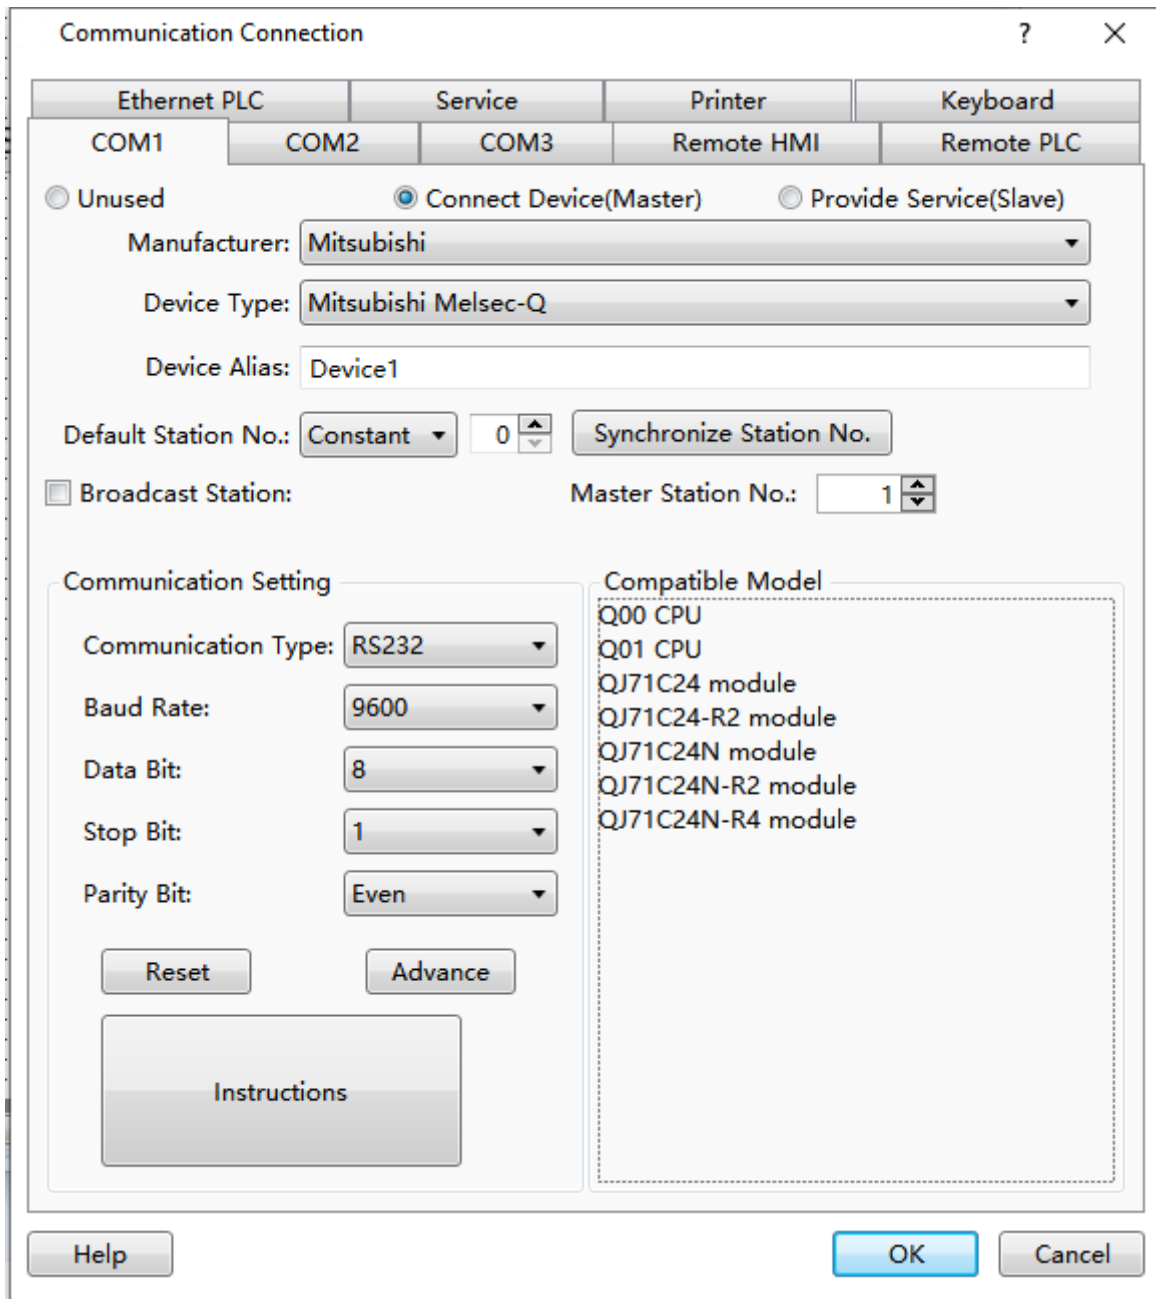 Communication Connection ?
Ethernet PLC Service Printer Keyboard
COM1 COM2 COM3 Remote HMI Remote PLC
Unused Connect Device(Master) Provide Service(Slave)
Manufacturer: Mitsubishi
Device Type: Mitsubishi Melsec-Q
Device Alias: Device1
Default Station No.: Constant 0 Synchronize Station No.
Broadcast Station: Master Station No.: 1
Communication Setting
Communication Type: RS232
Baud Rate: 9600
Data Bit: 8
Stop Bit: 1
Parity Bit: Even
Reset Advance
Instructions
Compatible Model
Q00 CPU
Q01 CPU
QJ71C24 module
QJ71C24-R2 module
QJ71C24N module
QJ71C24N-R2 module
QJ71C24N-R4 module
Help OK Cancel